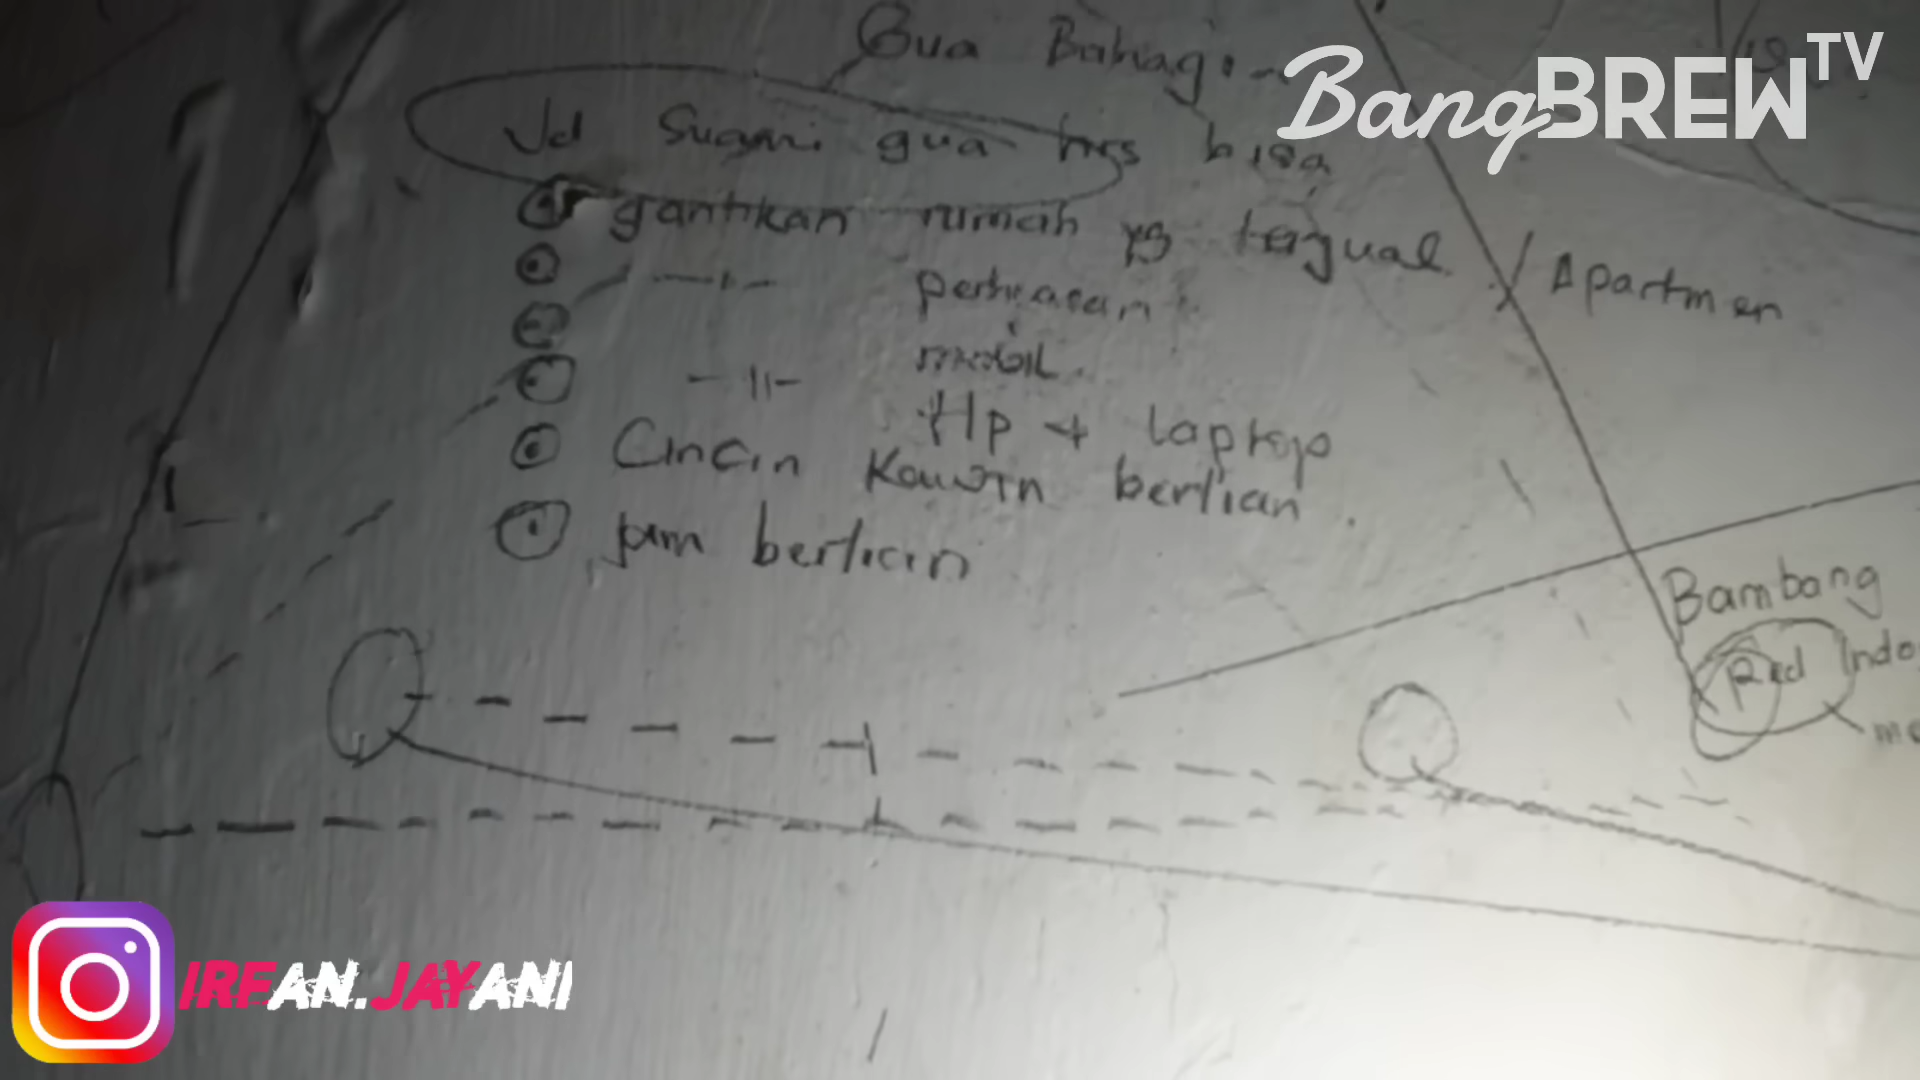 Gua Bahagi
BangBREW TV
Jd Suami gua hrs bisa
gantikan rumah yg terjual / Apartmen
-"- perhiasan
mobil
-||- Hp + laptop
Cincin Kawin berlian.
jam berlian
Bambang
Red Indo
IRFAN.JAYANI